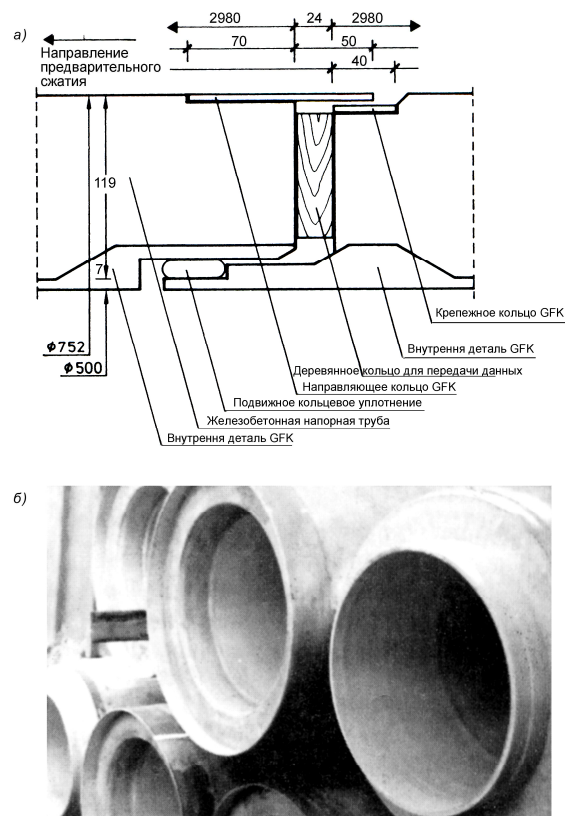 2980 24 2980
а)
70 50
Направление
предварительного
сжатия
40
119
7
Крепежное кольцо GFK
ϕ752
Внутрення деталь GFK
ϕ500
Деревянное кольцо для передачи данных
Направляющее кольцо GFK
Подвижное кольцевое уплотнение
Железобетонная напорная труба
Внутрення деталь GFK
б)